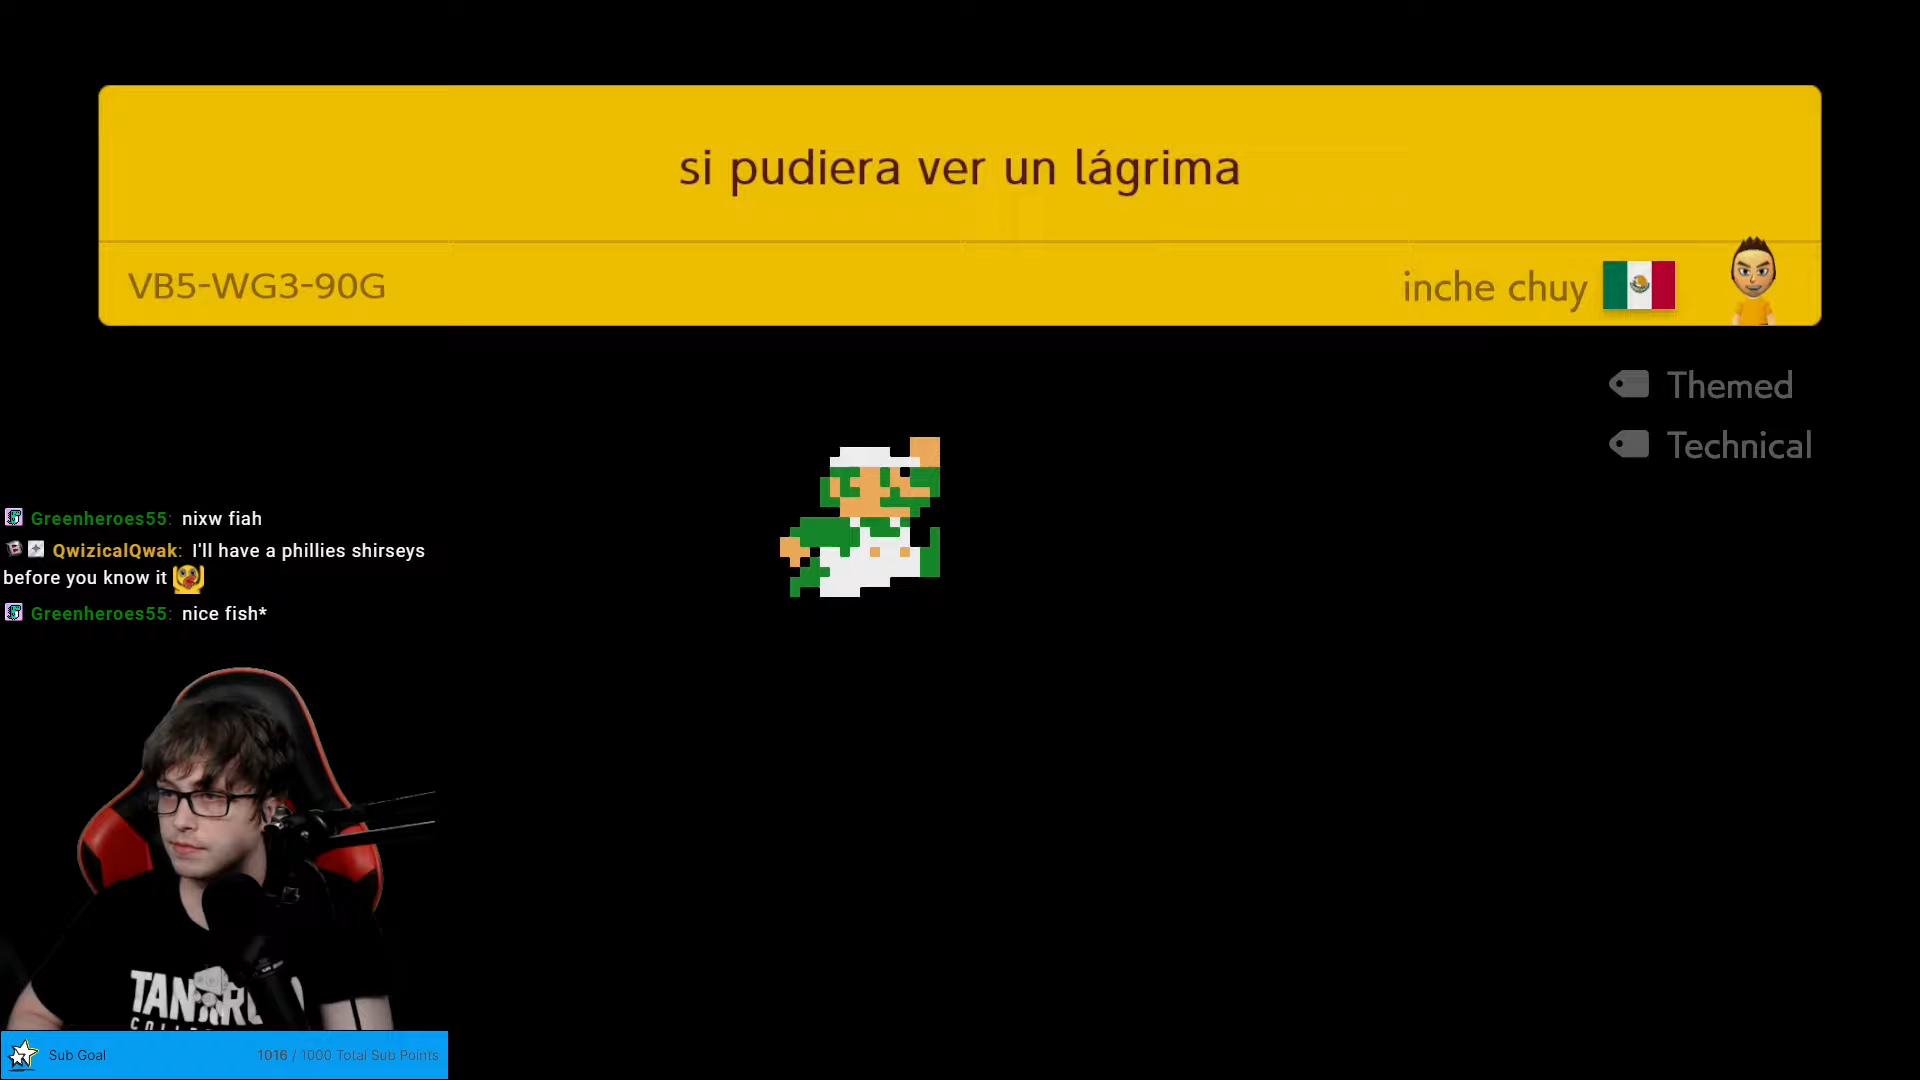 si pudiera ver un lágrima
VB5-WG3-90G
inche chuy
Themed
Technical
Greenheroes55: nixw fiah
QwizicalQwak: I'll have a phillies shirseys
before you know it
Greenheroes55: nice fish*
Sub Goal
1016 / 1000 Total Sub Points